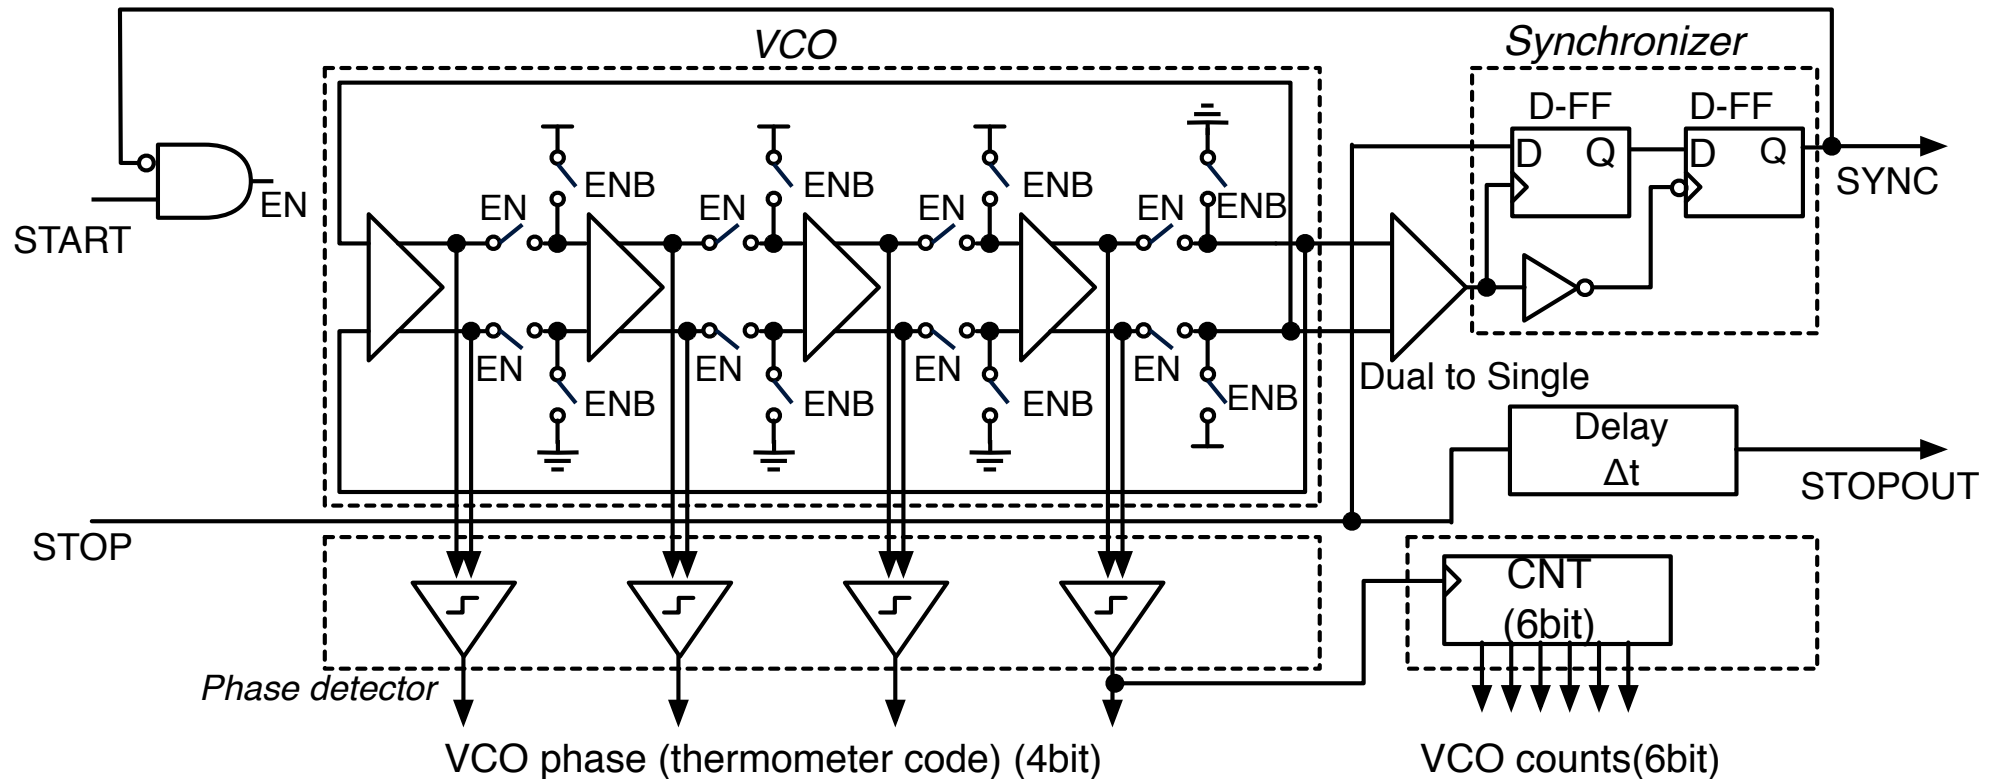 VCO
Synchronizer
D-FF
D-FF
D Q
D Q
SYNC
START
EN
ENB
ENB
ENB
ENB
EN
EN
EN
EN
EN
EN
EN
EN
ENB
ENB
ENB
ENB
Dual to Single
Delay
Δt
STOPOUT
STOP
CNT
(6bit)
Phase detector
VCO phase (thermometer code) (4bit)
VCO counts(6bit)